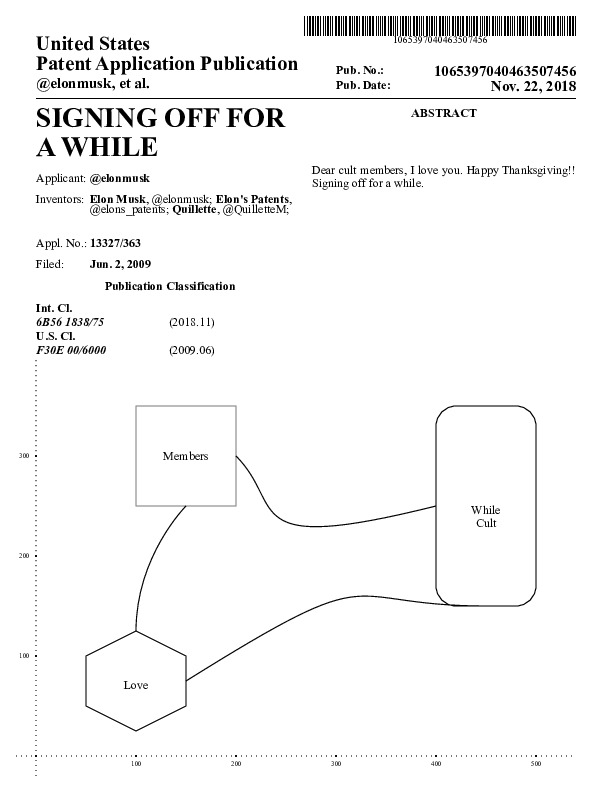 1065397040463507456
United States
Patent Application Publication
@elonmusk, et al.
Pub. No.: 1065397040463507456
Pub. Date: Nov. 22, 2018
SIGNING OFF FOR
A WHILE
Applicant: @elonmusk
Inventors: Elon Musk, @elonmusk; Elon's Patents,
@elons_patents; Quillette, @QuilletteM;
Appl. No.: 13327/363
Filed: Jun. 2, 2009
Publication Classification
Int. Cl.
6B56 1838/75 (2018.11)
U.S. Cl.
F30E 00/6000 (2009.06)
ABSTRACT
Dear cult members, I love you. Happy Thanksgiving!!
Signing off for a while.
Members
While
Cult
Love
300
200
100
100 200 300 400 500